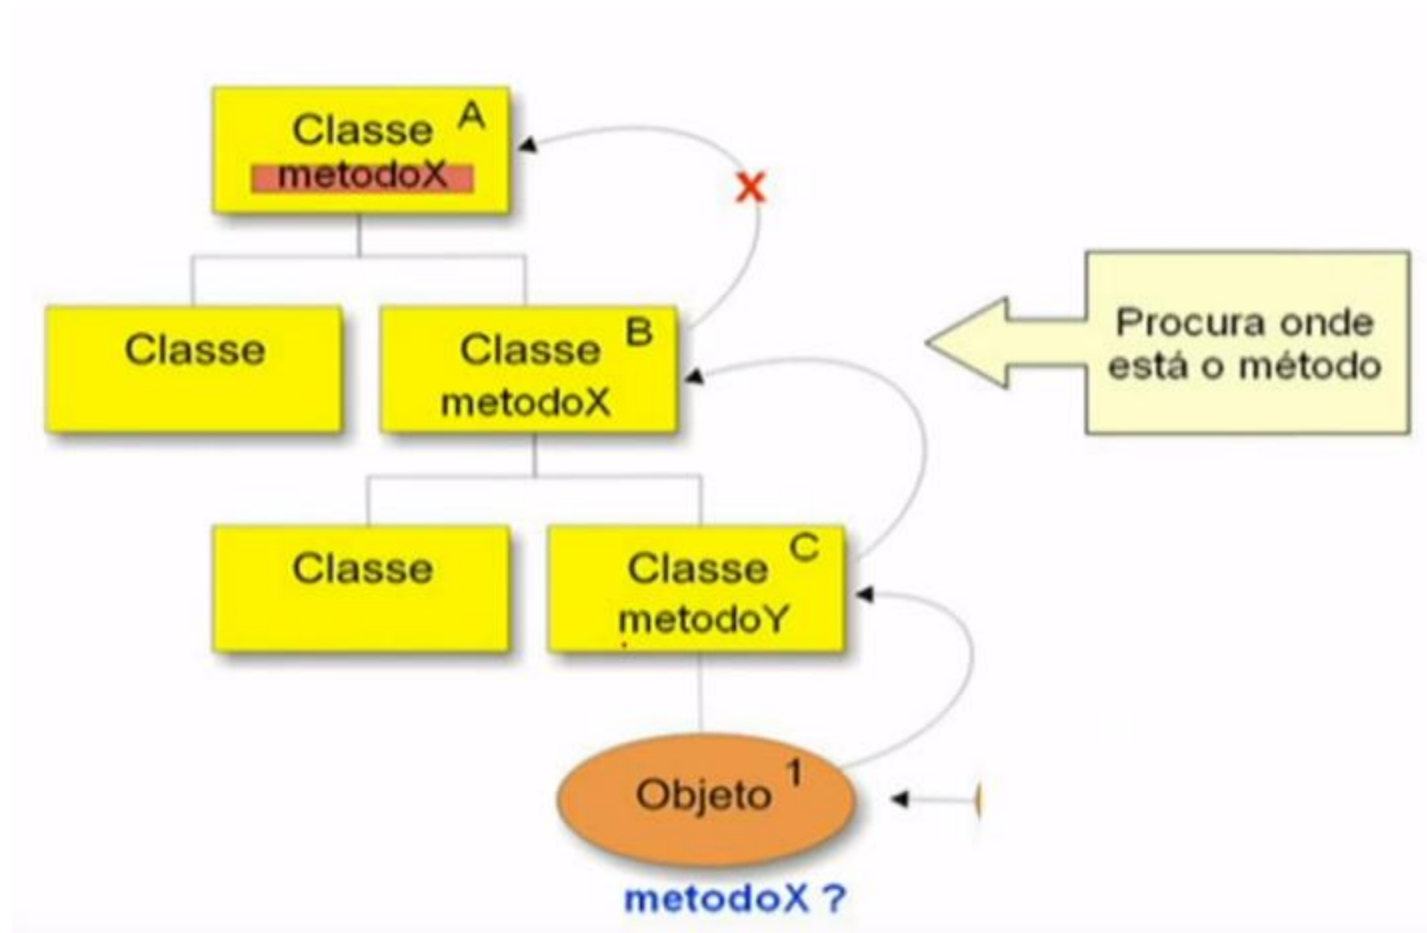 Classe A
metodoX
X
Classe
Classe B
metodoX
Procura onde
está o método
Classe
Classe C
metodoY
Objeto 1
metodoX ?